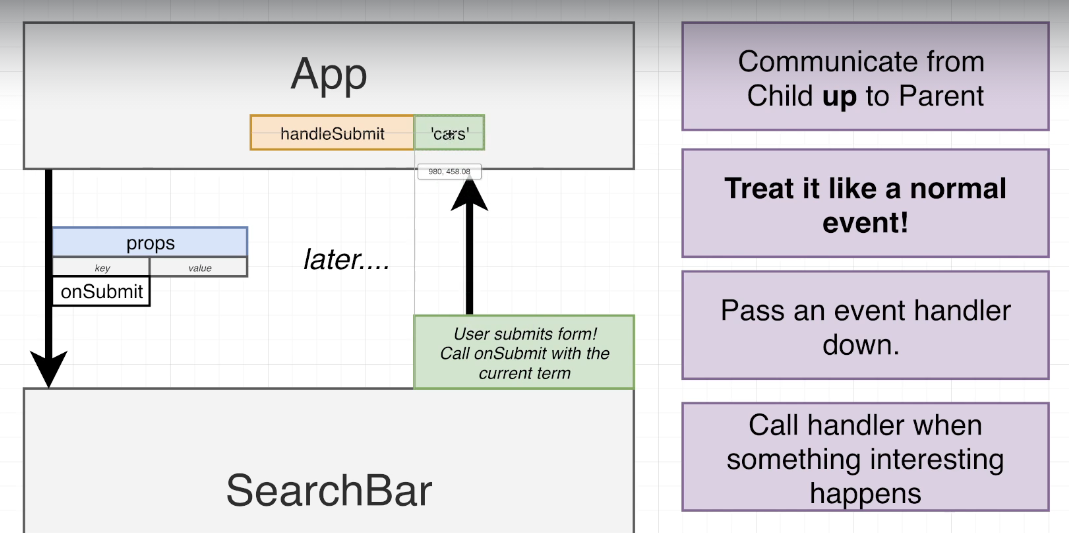 App
handleSubmit
'cars'
980, 458.08
props
key
value
onSubmit
later....
User submits form!
Call onSubmit with the
current term
SearchBar
Communicate from
Child up to Parent
Treat it like a normal
event!
Pass an event handler
down.
Call handler when
something interesting
happens